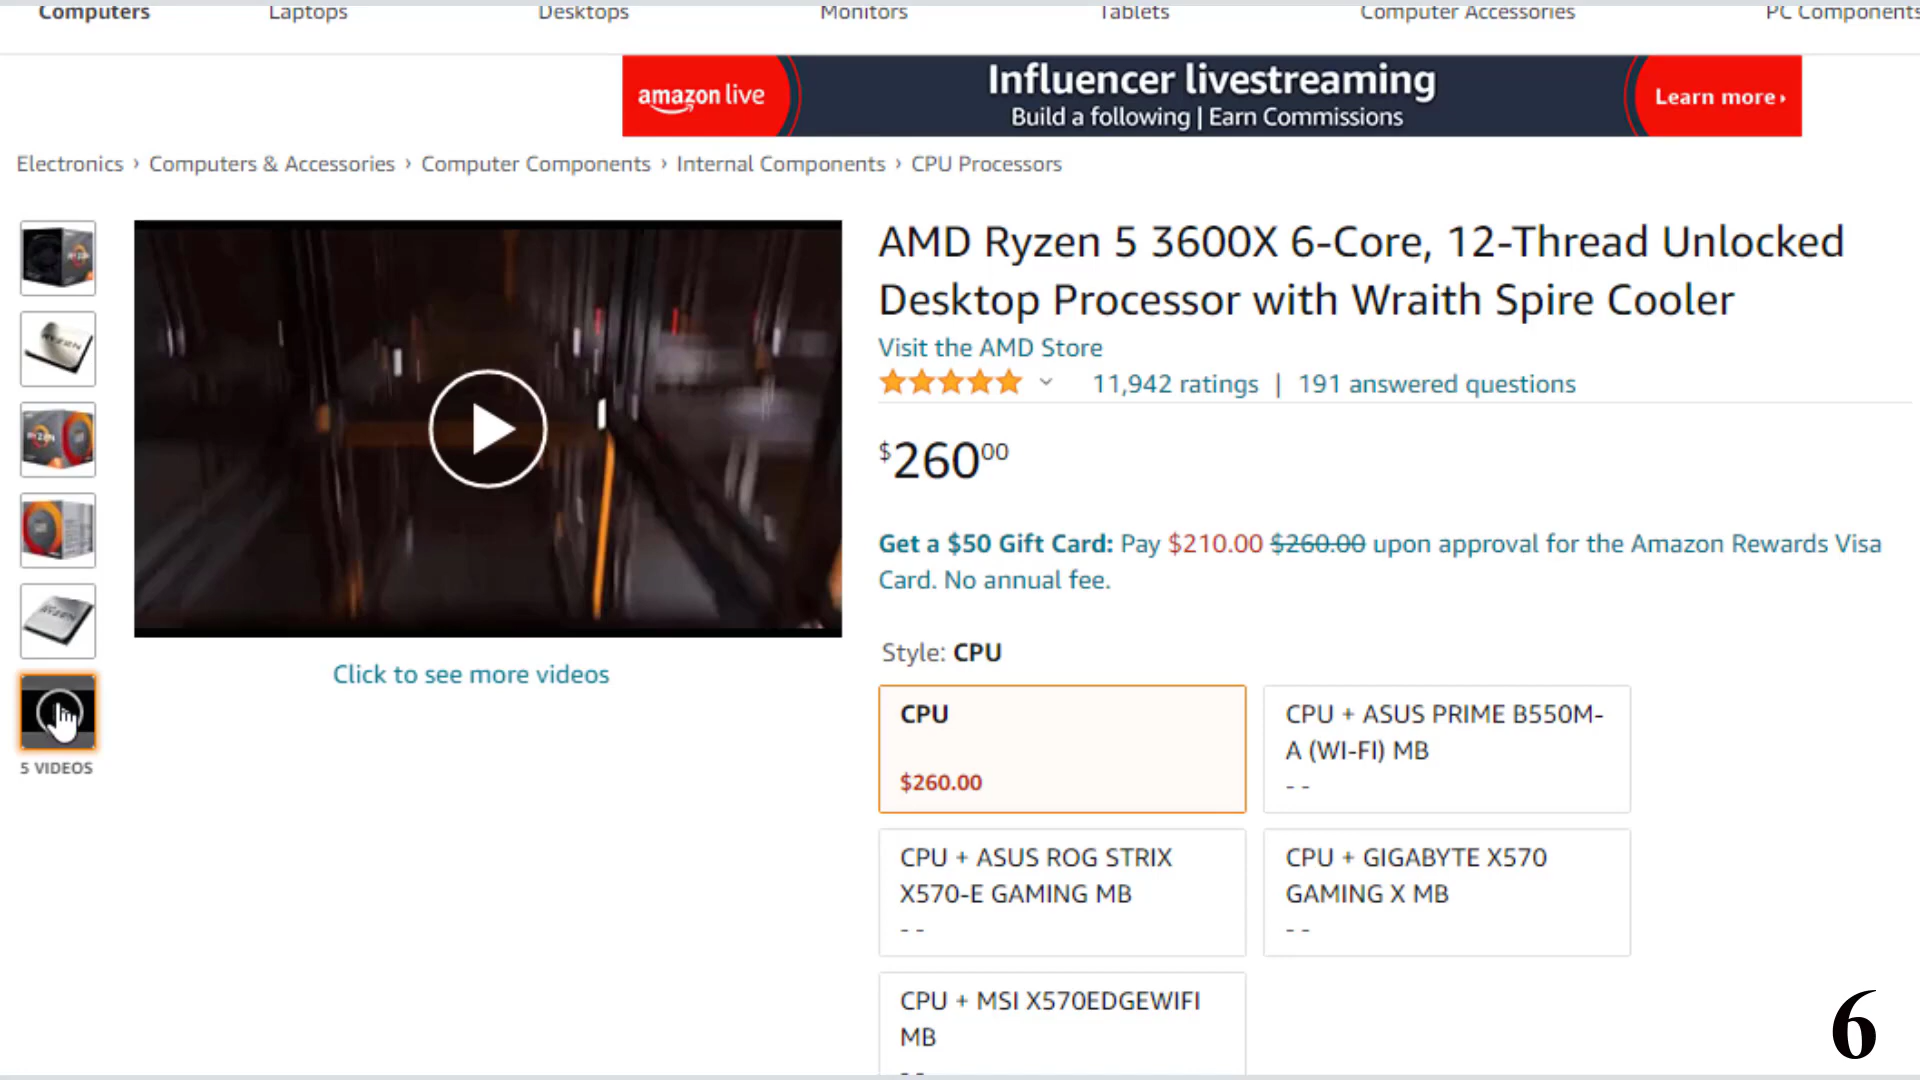 Computers Laptops Desktops Monitors Tablets Computer Accessories PC Components
amazon live
Influencer livestreaming
Build a following | Earn Commissions
Learn more ›
Electronics › Computers & Accessories › Computer Components › Internal Components › CPU Processors
AMD Ryzen 5 3600X 6-Core, 12-Thread Unlocked
Desktop Processor with Wraith Spire Cooler
Visit the AMD Store
11,942 ratings | 191 answered questions
$26000
Get a $50 Gift Card: Pay $210.00 $260.00 upon approval for the Amazon Rewards Visa
Card. No annual fee.
RYZEN
RYZEN
RYZEN
RYZEN
5 VIDEOS
Click to see more videos
Style: CPU
CPU
$260.00
CPU + ASUS PRIME B550M-
A (WI-FI) MB
- -
CPU + ASUS ROG STRIX
X570-E GAMING MB
- -
CPU + GIGABYTE X570
GAMING X MB
- -
CPU + MSI X570EDGEWIFI
MB
- -
6